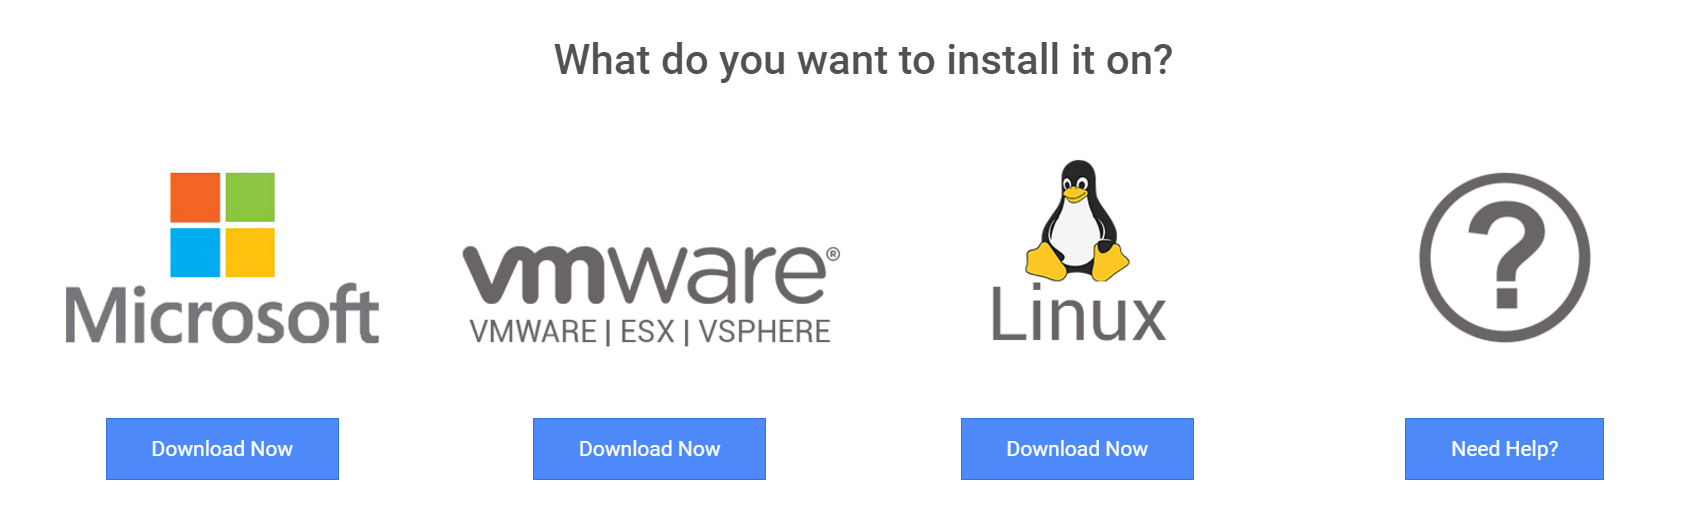 What do you want to install it on?
Microsoft
vmware®
VMWARE | ESX | VSPHERE
Linux
?
Download Now
Download Now
Download Now
Need Help?